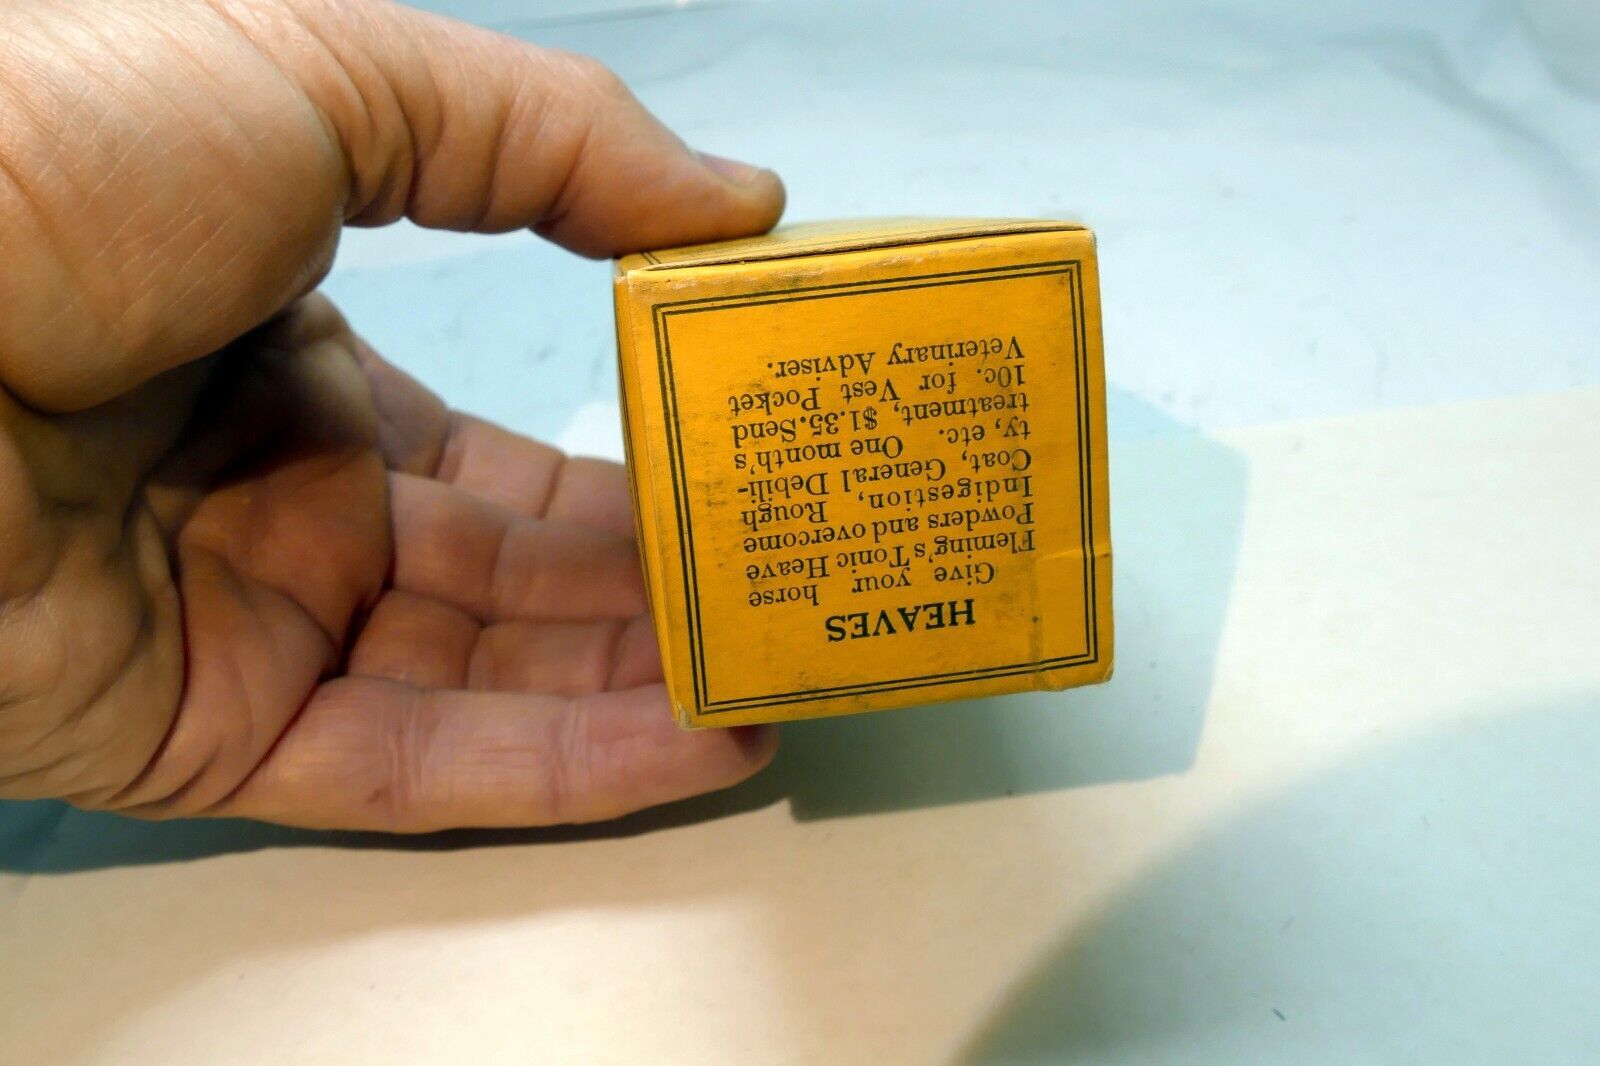 HEAVES
Give your horse
Fleming's Tonic Heave
Powders and overcome
Indigestion, Rough
Coat, General Debili-
ty, etc. One month's
treatment, $1.35. Send
10c. for Vest Pocket
Veterinary Adviser.